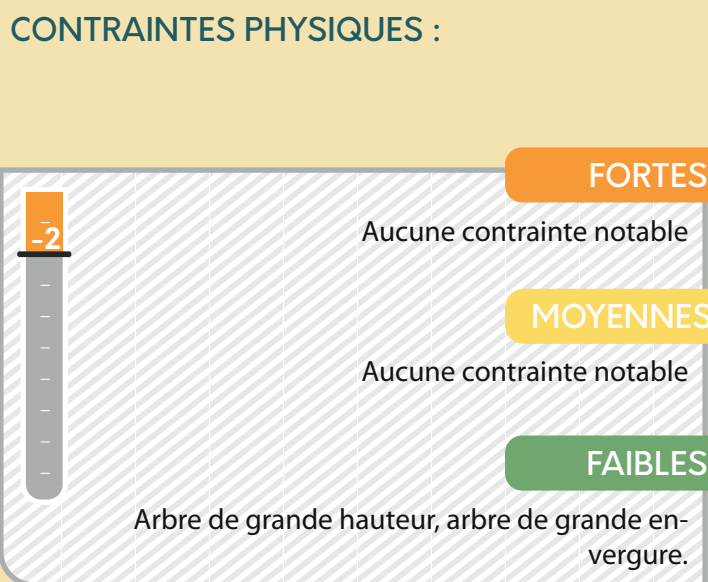 CONTRAINTES PHYSIQUES :
FORTES
-2
Aucune contrainte notable
MOYENNES
Aucune contrainte notable
FAIBLES
Arbre de grande hauteur, arbre de grande en-
vergure.